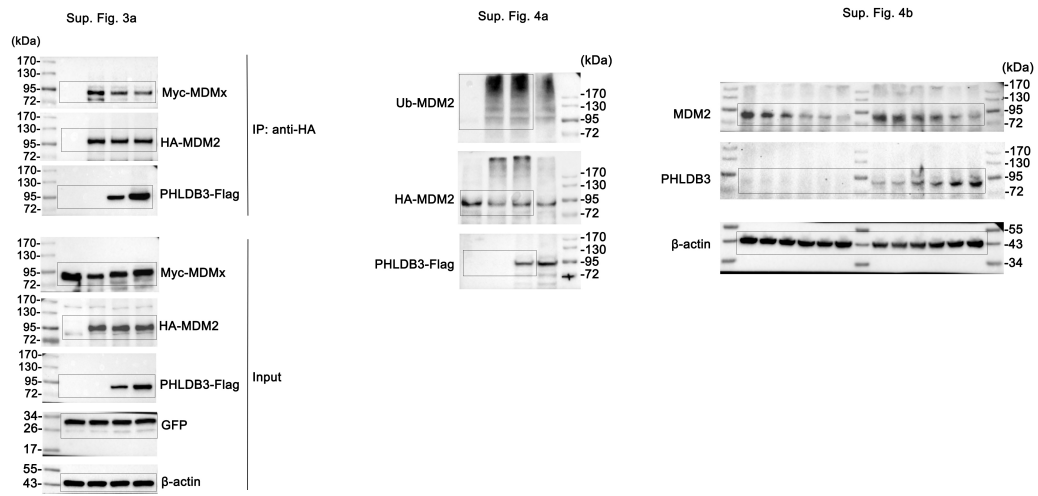 Sup. Fig. 3a
(kDa)
170-
130-
95-
72-
Myc-MDMx
170-
130-
95-
72-
HA-MDM2
170-
130-
95-
72-
PHLDB3-Flag
IP: anti-HA
170-
130-
95-
72-
Myc-MDMx
170-
130-
95-
72-
HA-MDM2
170-
130-
95-
72-
PHLDB3-Flag
34-
26-
17-
GFP
55-
43-
β-actin
Input
Sup. Fig. 4a
(kDa)
Ub-MDM2
-170
-130
-95
-72
HA-MDM2
-170
-130
-95
-72
PHLDB3-Flag
-170
-130
-95
-72
Sup. Fig. 4b
(kDa)
MDM2
-170
-130
-95
-72
PHLDB3
-170
-130
-95
-72
β-actin
-55
-43
-34